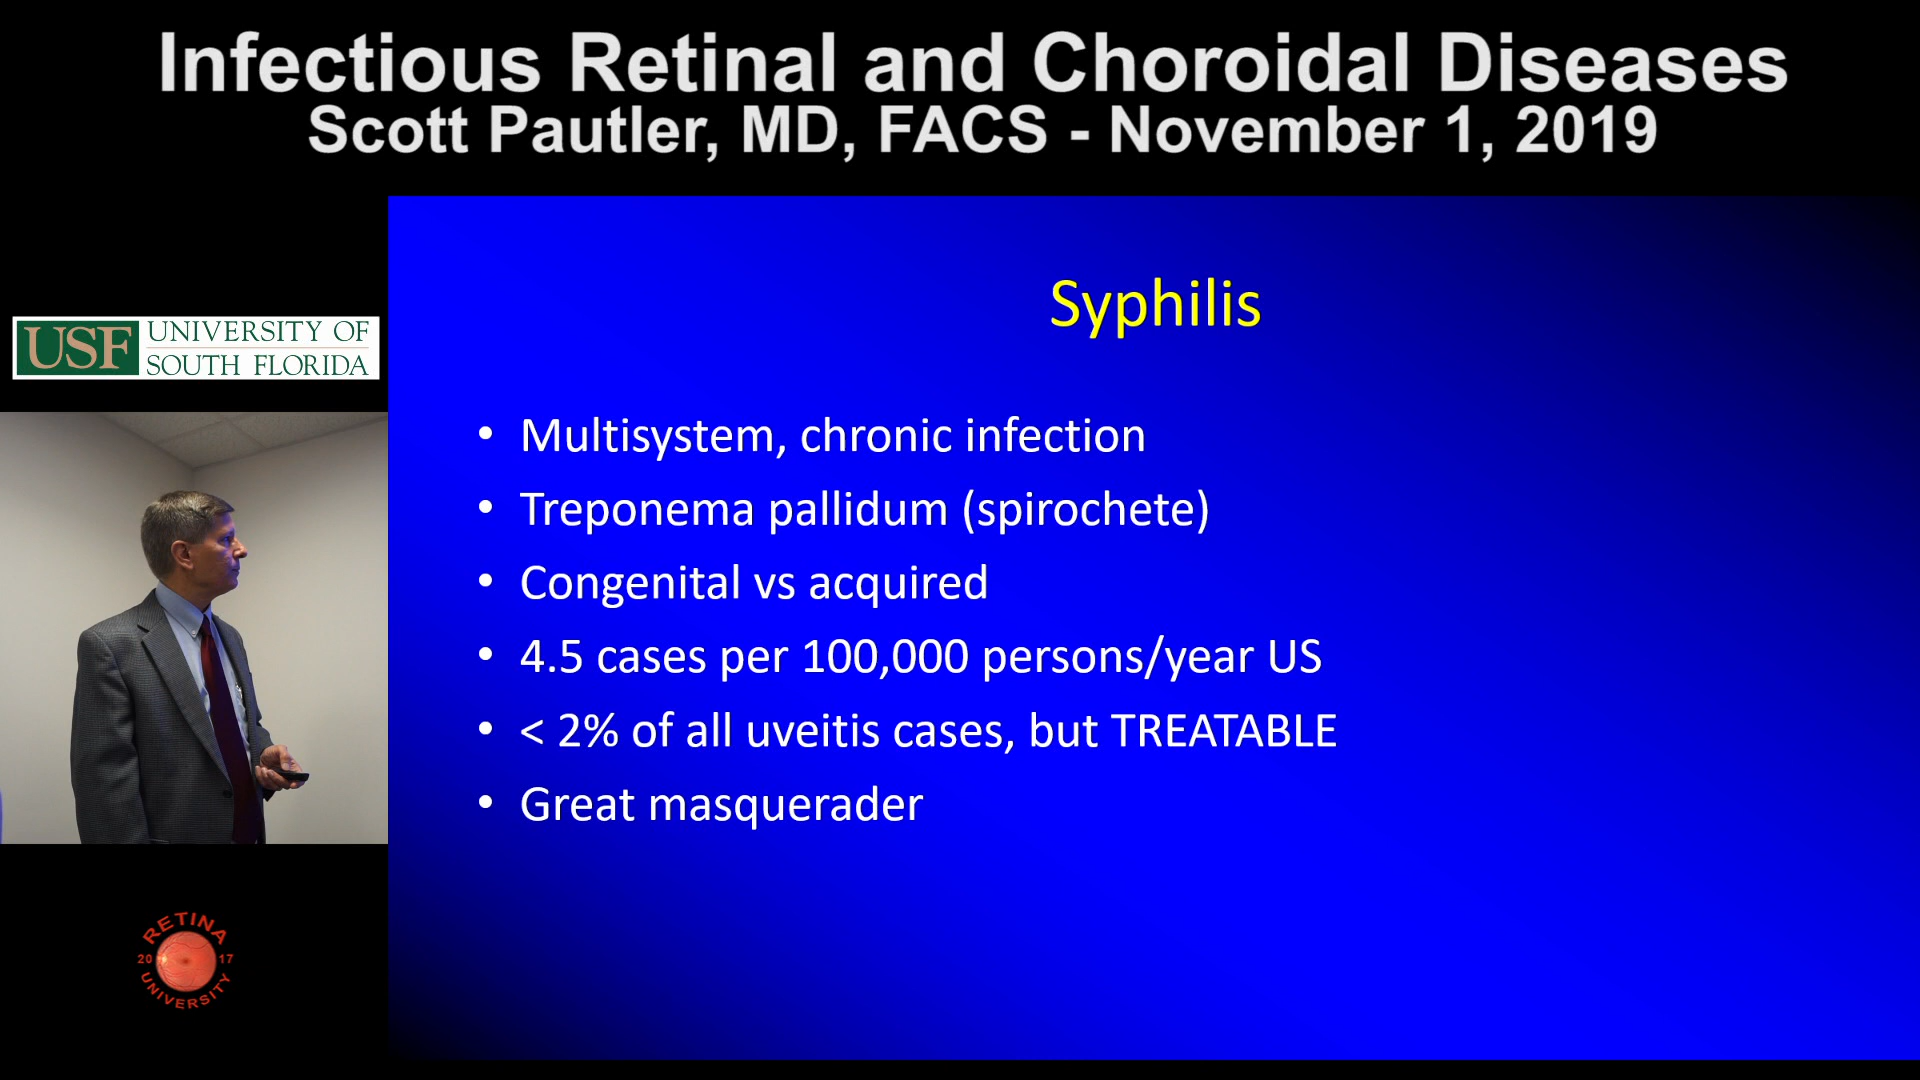 Infectious Retinal and Choroidal Diseases
Scott Pautler, MD, FACS - November 1, 2019
USF UNIVERSITY OF
SOUTH FLORIDA
Syphilis
• Multisystem, chronic infection
• Treponema pallidum (spirochete)
• Congenital vs acquired
• 4.5 cases per 100,000 persons/year US
• < 2% of all uveitis cases, but TREATABLE
• Great masquerader
RETINA
20 17
UNIVERSITY